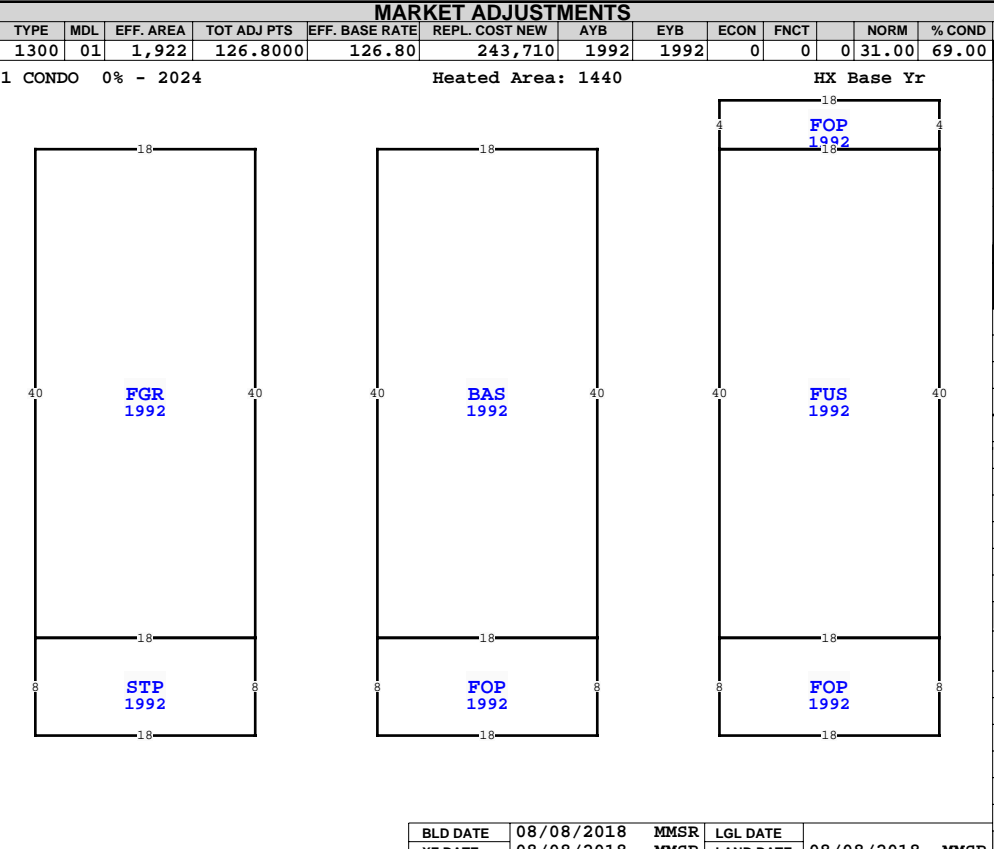 MARKET ADJUSTMENTS
TYPE MDL EFF. AREA TOT ADJ PTS EFF. BASE RATE REPL. COST NEW AYB EYB ECON FNCT NORM % COND
1300 01 1,922 126.8000 126.80 243,710 1992 1992 0 0 0 31.00 69.00
1 CONDO 0% - 2024 Heated Area: 1440 HX Base Yr
18
4 FOP 4
1992
18 18 18
40 FGR 40 40 BAS 40 40 FUS 40
1992 1992 1992
18 18 18
8 STP 8 8 FOP 8 8 FOP 8
1992 1992 1992
18 18 18
BLD DATE 08/08/2018 MMSR LGL DATE
08/08/2018 MMSR LAND DATE 08/08/2018 MMSR